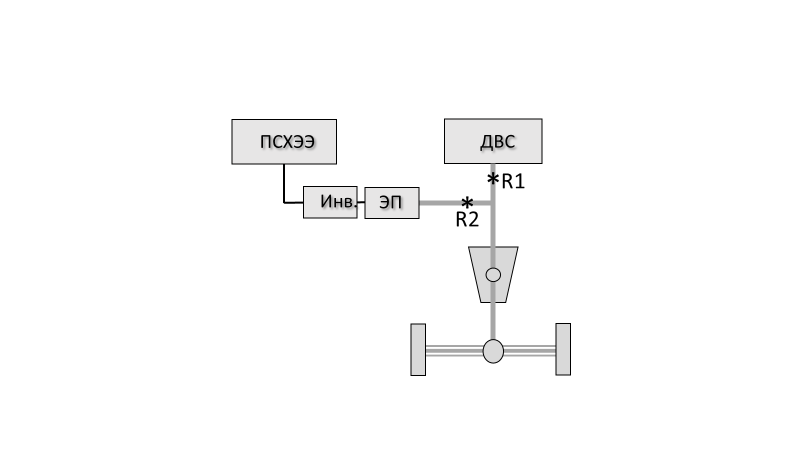 ПСХЭЭ
ДВС
*R1
Инв.
ЭП
*
R2